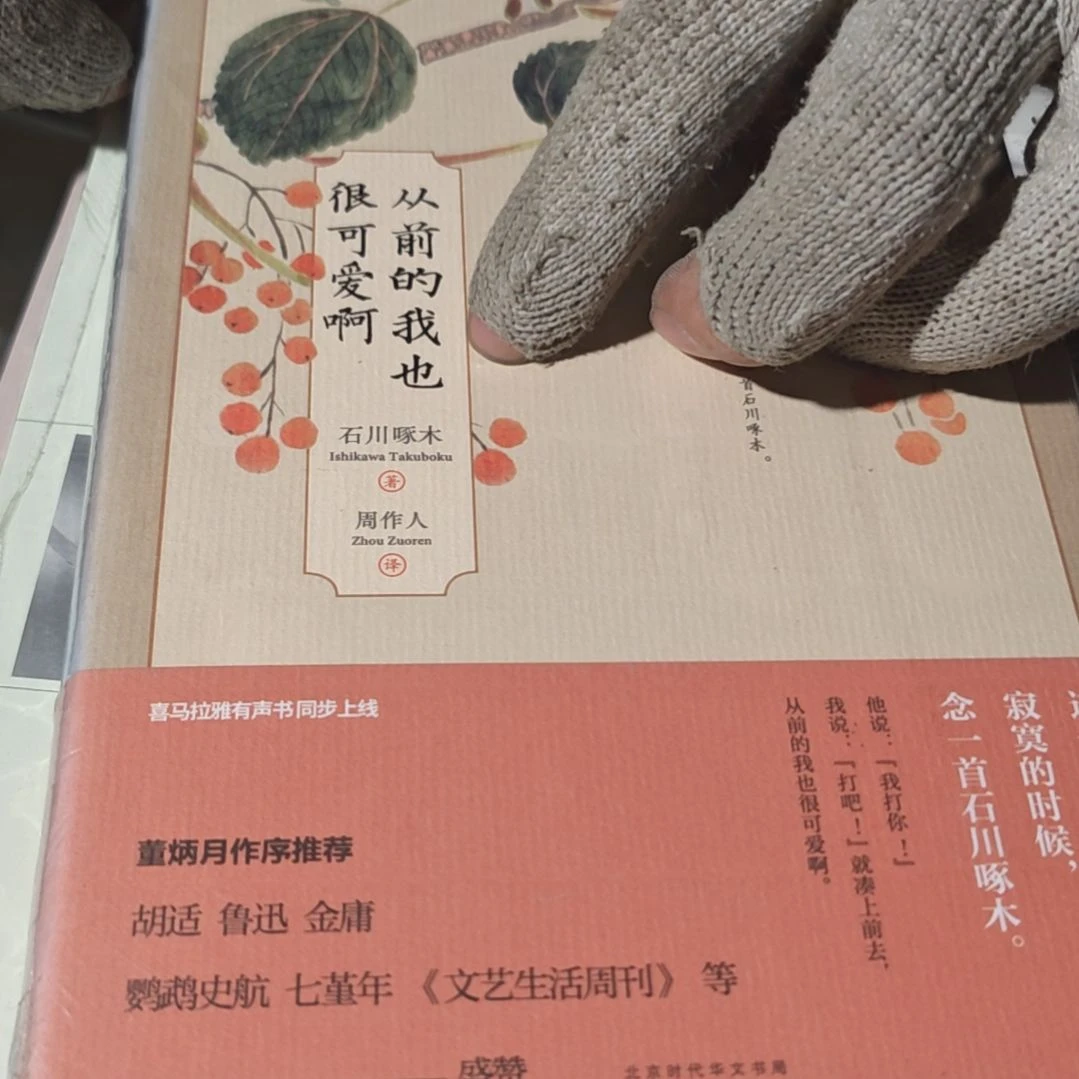 从前的我也
很可爱啊
石川啄木
Ishikawa Takuboku
著
周作人
Zhou Zuoren
译
首石川啄木。
喜马拉雅有声书同步上线
寂寞的时候，
念一首石川啄木。
他说：『我打你！』
我说：『打吧！』就凑上前去，
从前的我也很可爱啊。
董炳月作序推荐
胡适 鲁迅 金庸
鹦鹉史航 七堇年 《文艺生活周刊》 等
盛赞
北京时代华文书局